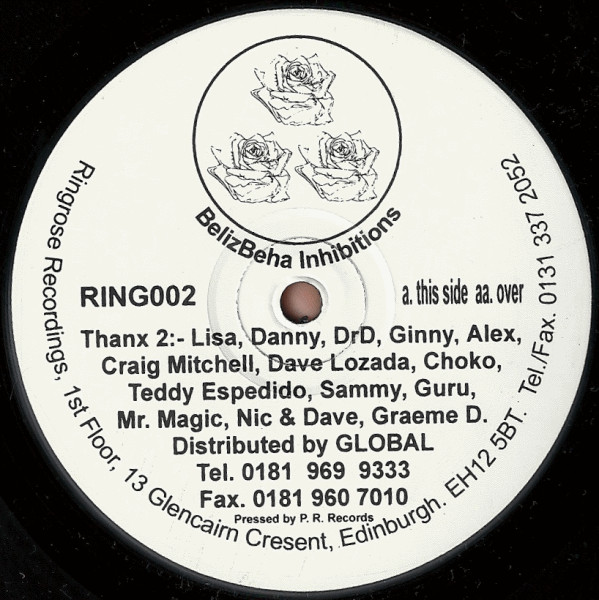 BelizBeha Inhibitions
RING002
a. this side aa. over
Thanx 2:- Lisa, Danny, DrD, Ginny, Alex,
Craig Mitchell, Dave Lozada, Choko,
Teddy Espedido, Sammy, Guru,
Mr. Magic, Nic & Dave, Graeme D.
Distributed by GLOBAL
Tel. 0181 969 9333
Fax. 0181 960 7010
Pressed by P. R. Records
Ringrose Recordings, 1st Floor, 13 Glencairn Cresent, Edinburgh. EH12 5BT. Tel./Fax. 0131 337 2052